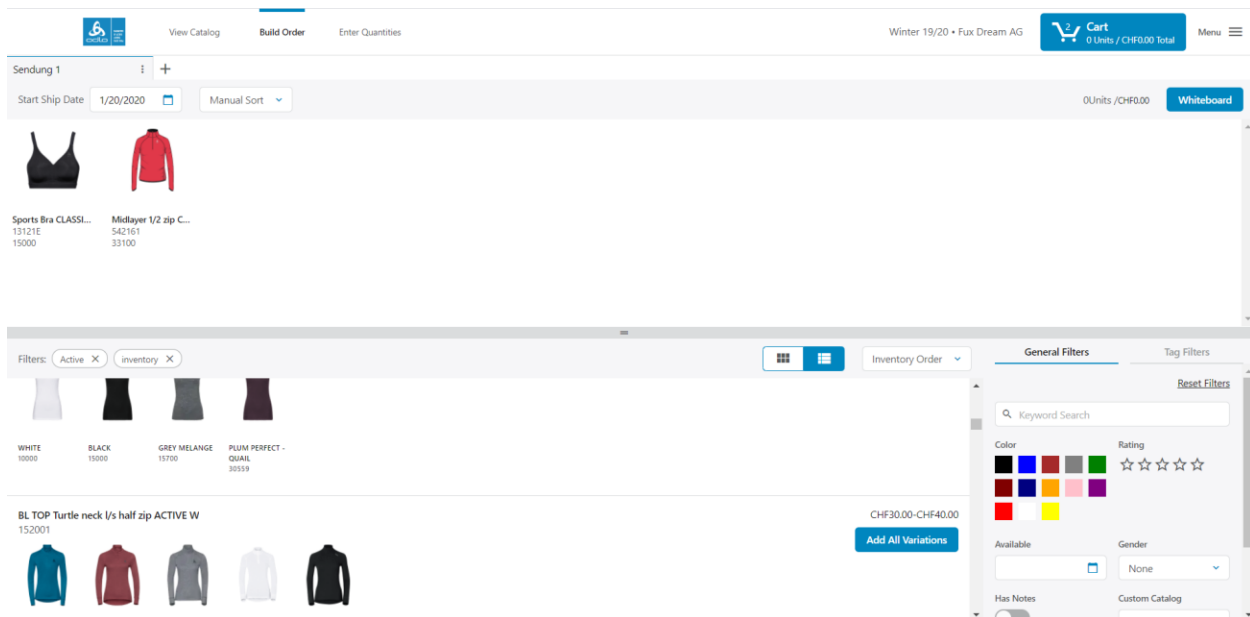 odlo
View Catalog
Build Order
Enter Quantities
Winter 19/20 • Fux Dream AG
2
Cart
0 Units / CHF0.00 Total
Menu
Sendung 1
Start Ship Date
1/20/2020
Manual Sort
0Units /CHF0.00
Whiteboard
Sports Bra CLASSI...
13121E
15000
Midlayer 1/2 zip C...
542161
33100
Filters:
Active
inventory
Inventory Order
General Filters
Tag Filters
Reset Filters
Keyword Search
WHITE
10000
BLACK
15000
GREY MELANGE
15700
PLUM PERFECT -
QUAIL
30559
Color
Rating
BL TOP Turtle neck l/s half zip ACTIVE W
152001
CHF30.00-CHF40.00
Add All Variations
Available
Gender
None
Has Notes
Custom Catalog